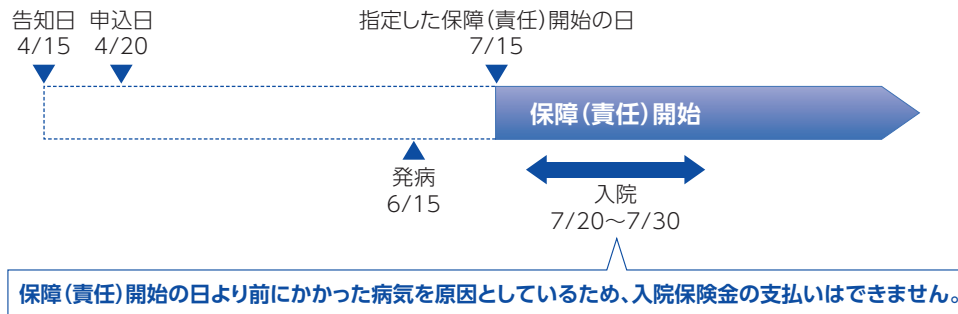 告知日 申込日 指定した保障(責任)開始の日
4/15 4/20 7/15
保障(責任)開始
発病
6/15
入院
7/20～7/30
保障(責任)開始の日より前にかかった病気を原因としているため、入院保険金の支払いはできません。